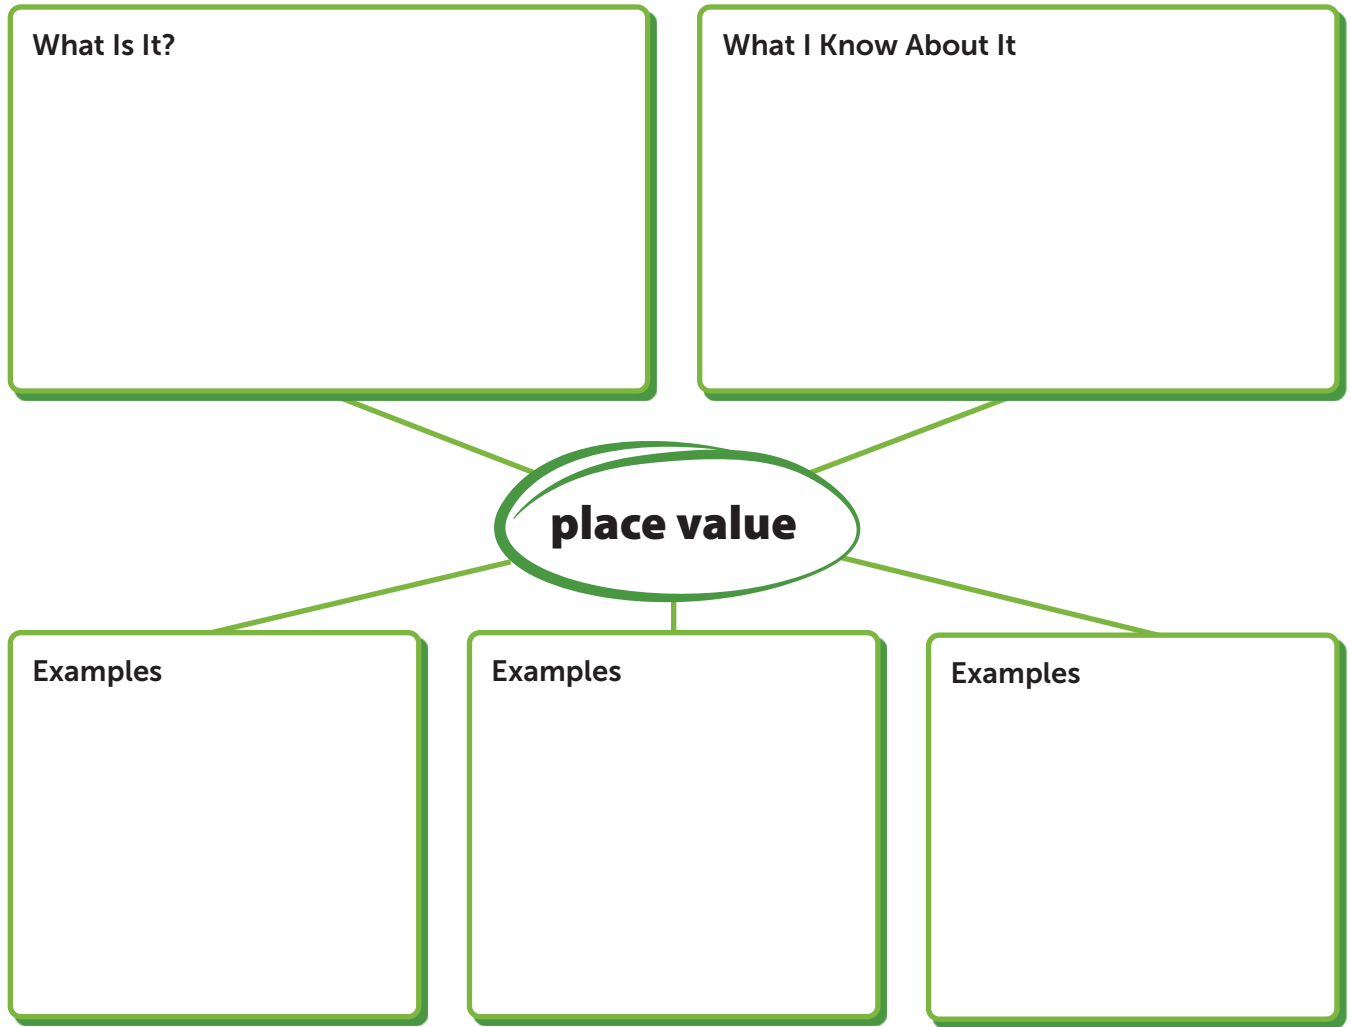 What Is It?
What I Know About It
place value
Examples
Examples
Examples